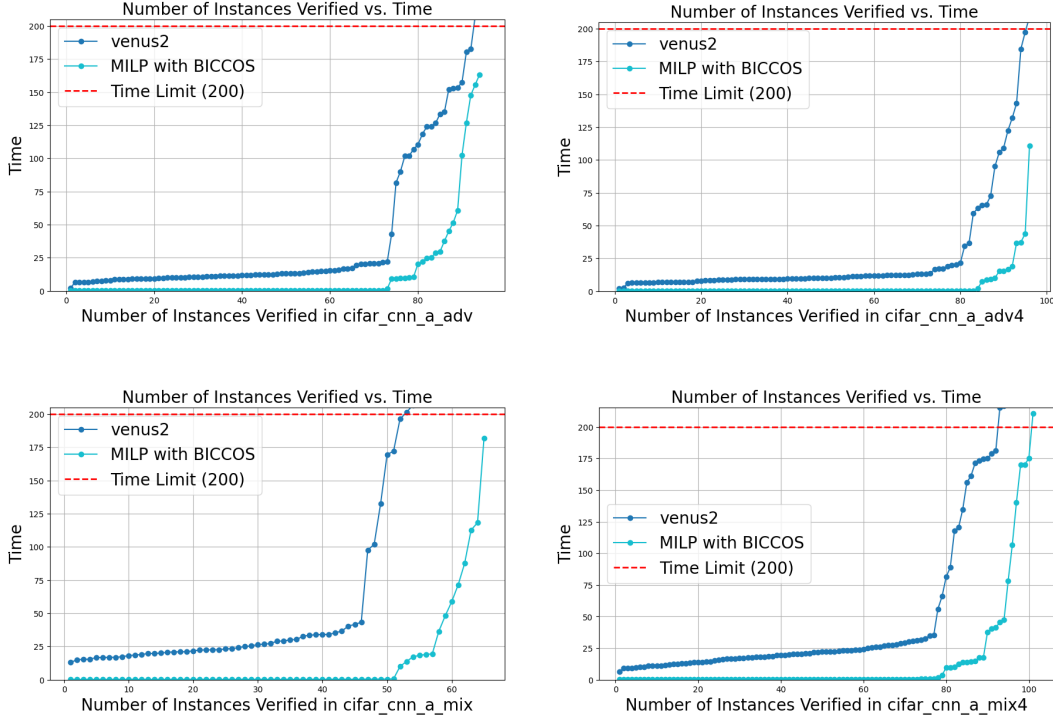 Number of Instances Verified vs. Time
200
175
150
125
100
75
50
25
0
Time
venus2
MILP with BICCOS
Time Limit (200)
0
20
40
60
80
Number of Instances Verified in cifar_cnn_a_adv
Number of Instances Verified vs. Time
200
175
150
125
100
75
50
25
0
Time
venus2
MILP with BICCOS
Time Limit (200)
0
20
40
60
80
100
Number of Instances Verified in cifar_cnn_a_adv4
Number of Instances Verified vs. Time
200
175
150
125
100
75
50
25
0
Time
venus2
MILP with BICCOS
Time Limit (200)
0
10
20
30
40
50
60
Number of Instances Verified in cifar_cnn_a_mix
Number of Instances Verified vs. Time
200
175
150
125
100
75
50
25
0
Time
venus2
MILP with BICCOS
Time Limit (200)
0
20
40
60
80
100
Number of Instances Verified in cifar_cnn_a_mix4